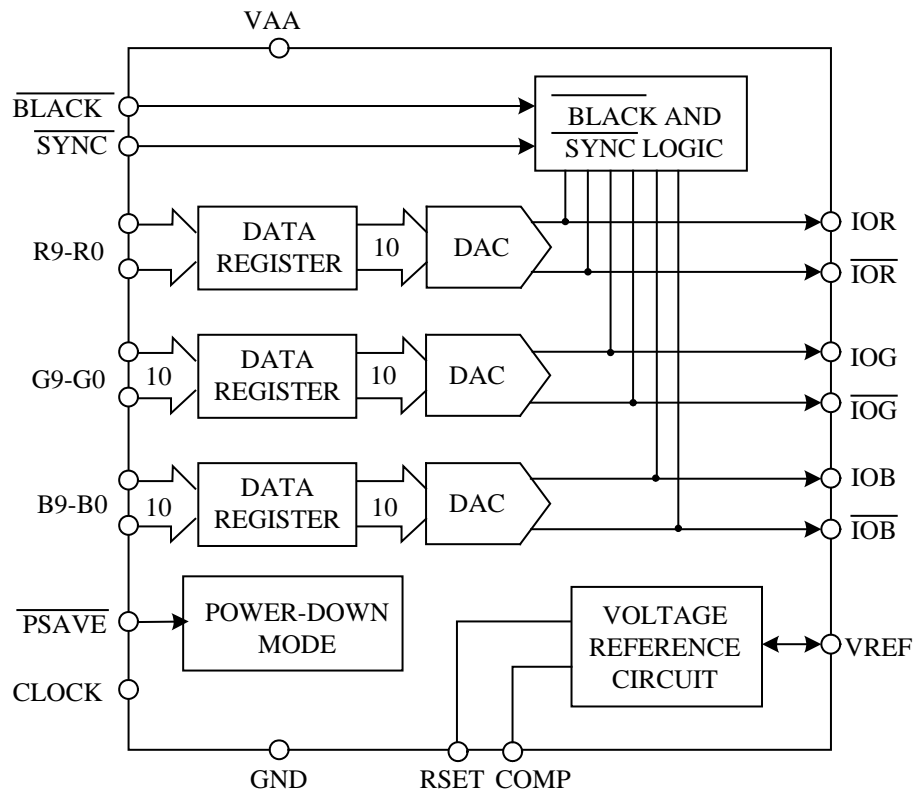 VAA
BLACK
SYNC
BLACK AND
SYNC LOGIC
R9-R0
DATA
REGISTER
10
DAC
IOR
IOR
G9-G0
10
DATA
REGISTER
10
DAC
IOG
IOG
B9-B0
10
DATA
REGISTER
10
DAC
IOB
IOB
PSAVE
POWER-DOWN
MODE
VOLTAGE
REFERENCE
CIRCUIT
VREF
CLOCK
GND
RSET
COMP